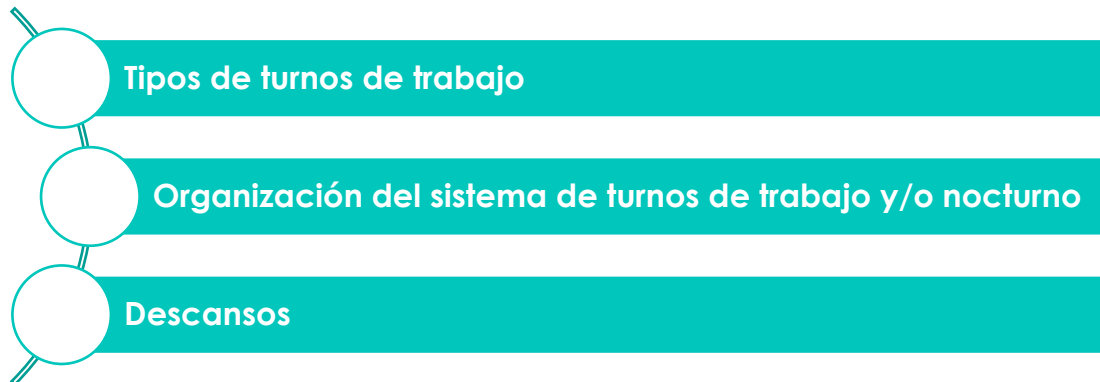 Tipos de turnos de trabajo
Organización del sistema de turnos de trabajo y/o nocturno
Descansos